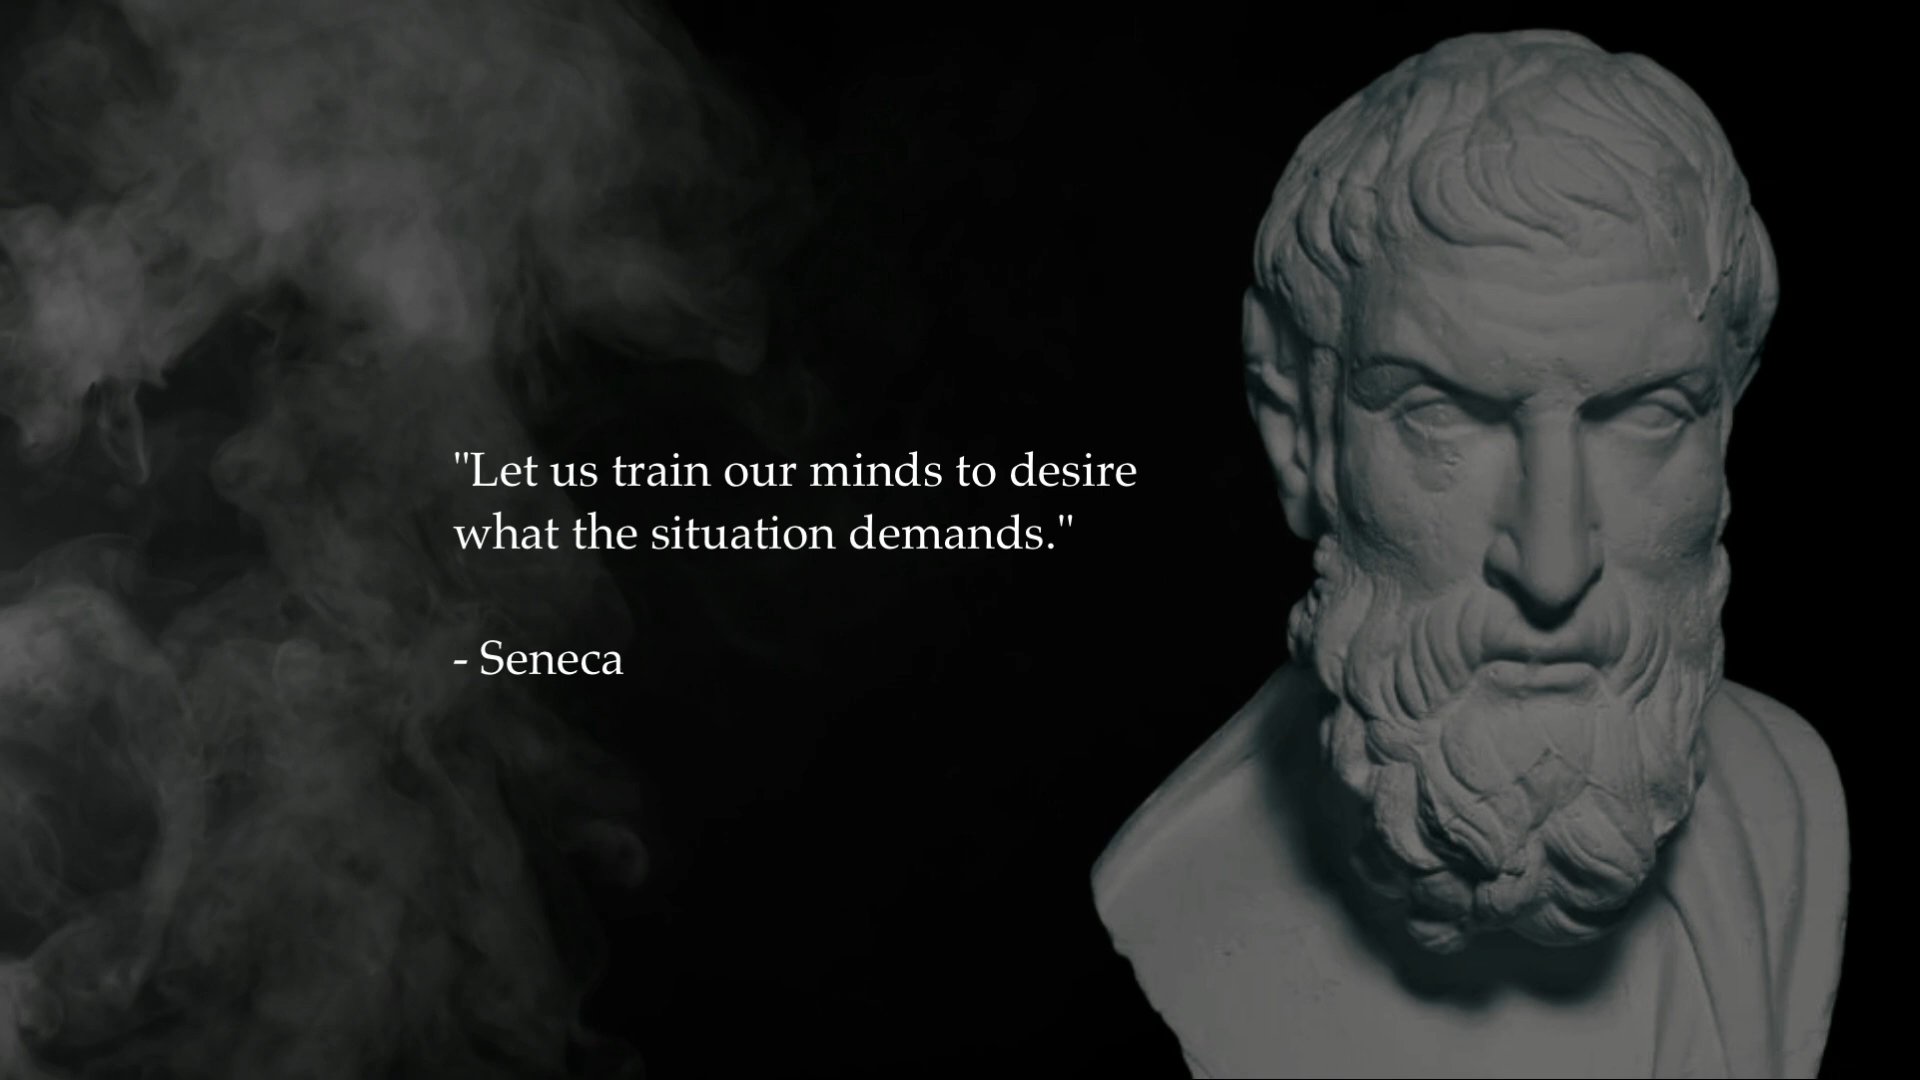 "Let us train our minds to desire
what the situation demands."
- Seneca